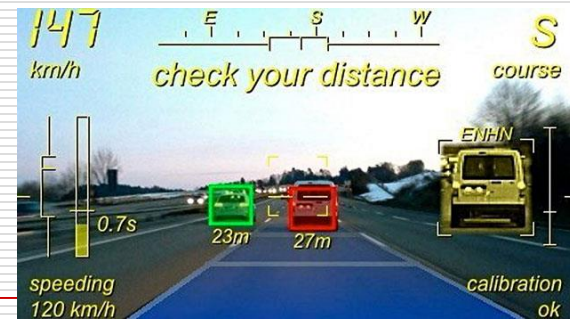 E S W
147
km/h
S
course
check your distance
ENHN
0.7s
23m
27m
speeding
120 km/h
calibration
ok